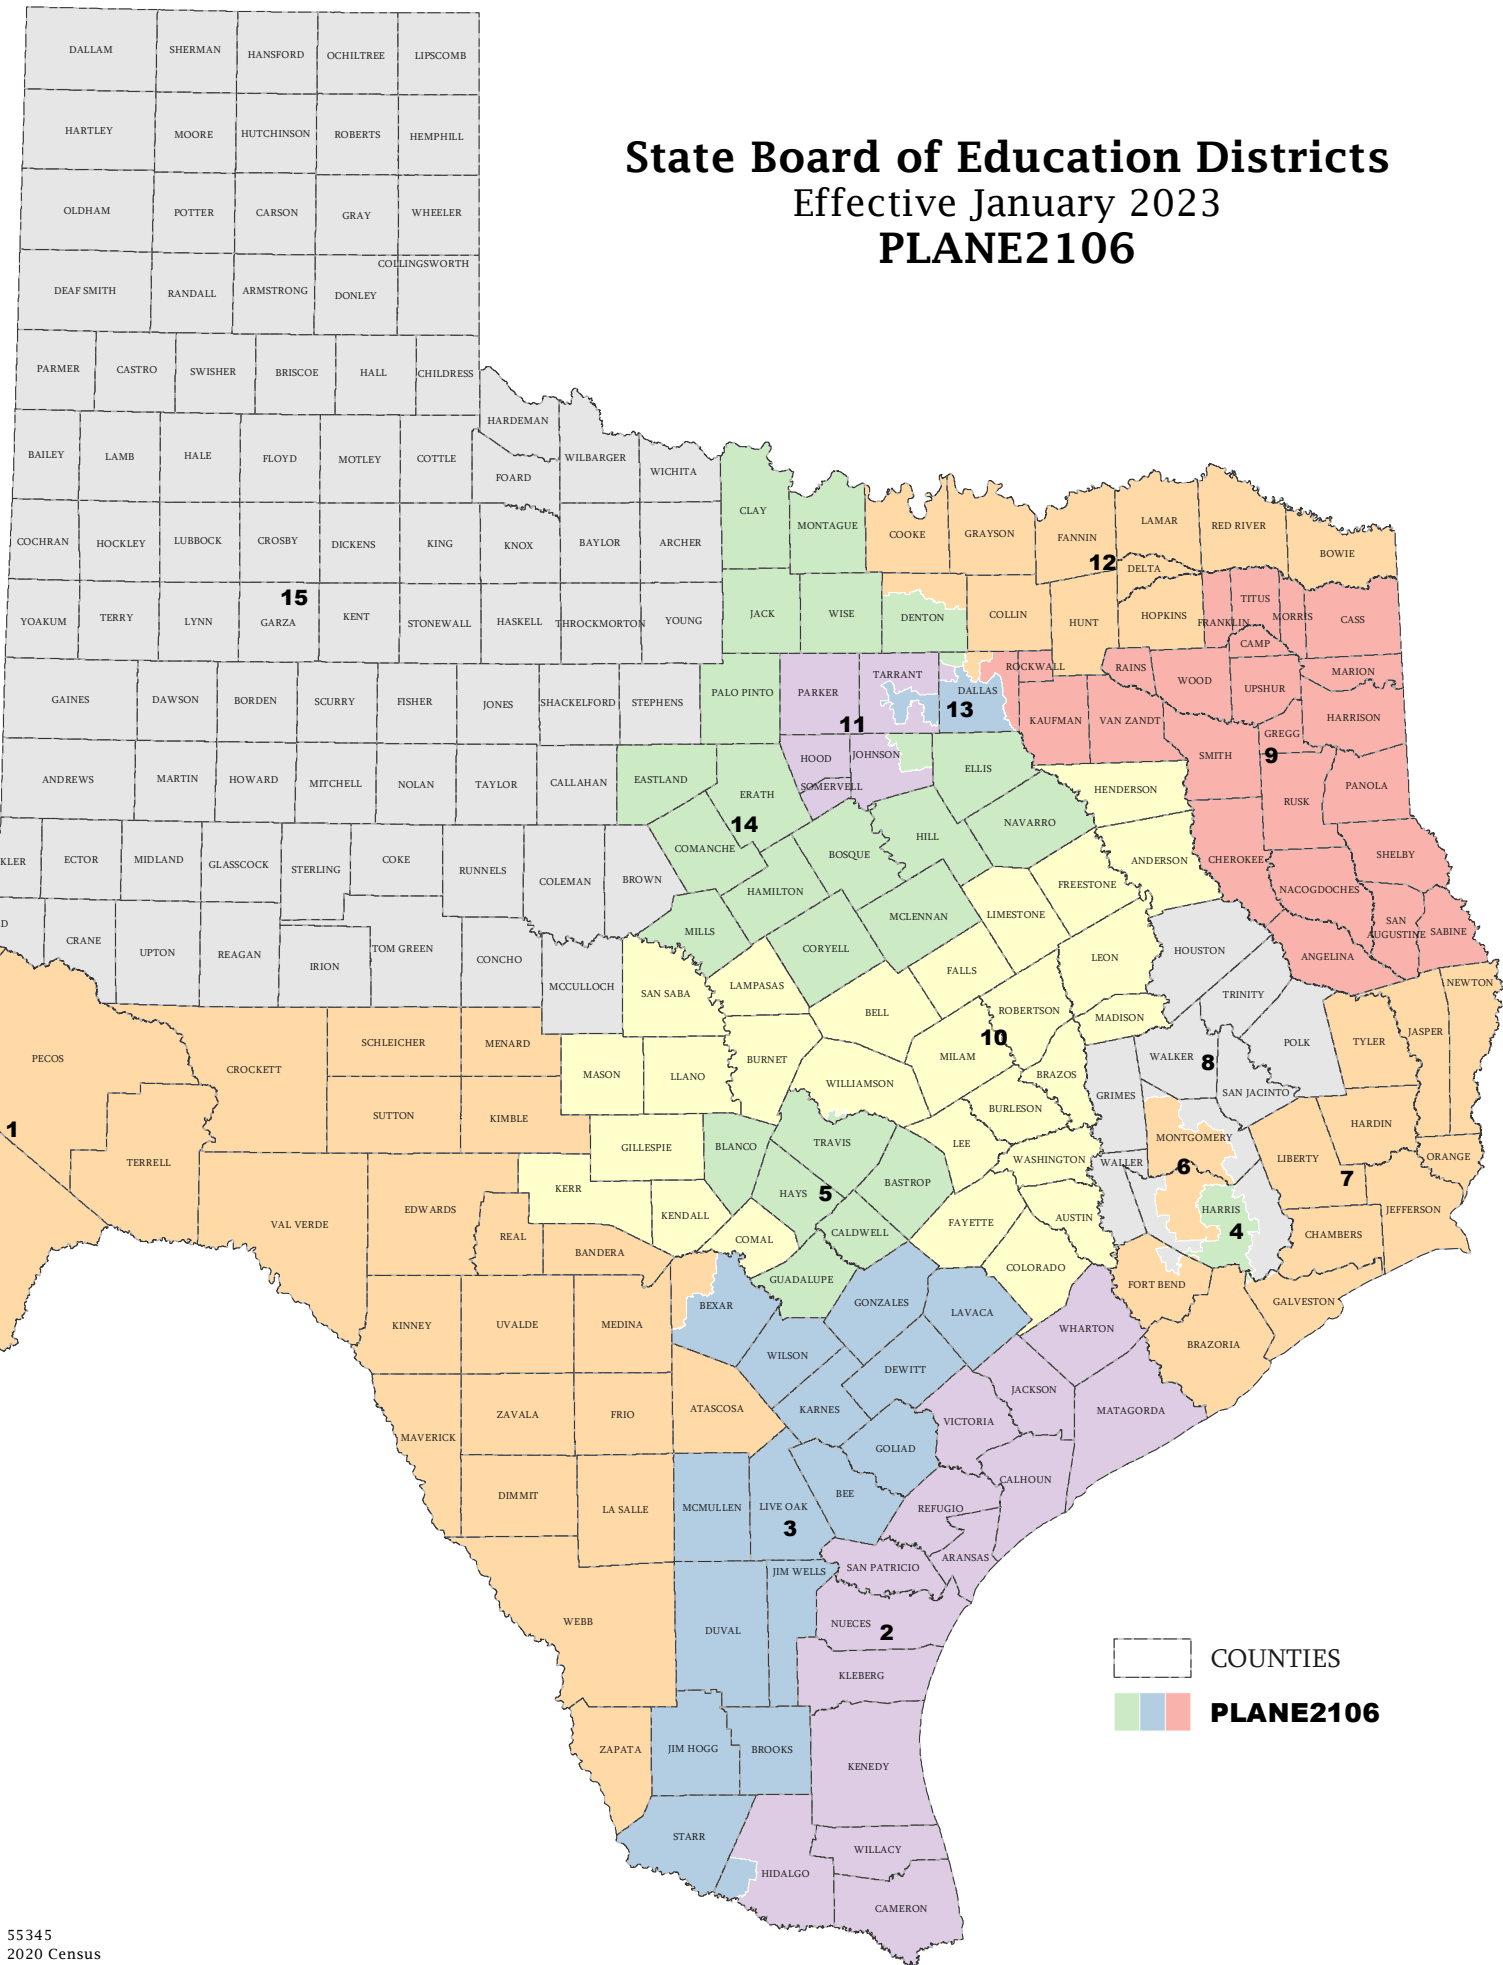 State Board of Education Districts
Effective January 2023
PLANE2106
DALLAM SHERMAN HANSFORD OCHILTREE LIPSCOMB
HARTLEY MOORE HUTCHINSON ROBERTS HEMPHILL
OLDHAM POTTER CARSON GRAY WHEELER
COLLINGSWORTH
DEAF SMITH RANDALL ARMSTRONG DONLEY
PARMER CASTRO SWISHER BRISCOE HALL CHILDRESS
HARDEMAN
BAILEY LAMB HALE FLOYD MOTLEY COTTLE FOARD WILBARGER WICHITA
CLAY MONTAGUE COOKE GRAYSON FANNIN LAMAR RED RIVER BOWIE
COCHRAN HOCKLEY LUBBOCK CROSBY DICKENS KING KNOX BAYLOR ARCHER
12 DELTA
15
YOAKUM TERRY LYNN GARZA KENT STONEWALL HASKELL THROCKMORTON YOUNG JACK WISE DENTON COLLIN HUNT HOPKINS FRANKLIN TITUS MORRIS CASS
CAMP
GAINES DAWSON BORDEN SCURRY FISHER JONES SHACKELFORD STEPHENS PALO PINTO PARKER TARRANT DALLAS ROCKWALL RAINS WOOD UPSHUR MARION
11 13 KAUFMAN VAN ZANDT GREGG HARRISON
ANDREWS MARTIN HOWARD MITCHELL NOLAN TAYLOR CALLAHAN EASTLAND ERATH HOOD JOHNSON SOMERVELL ELLIS HENDERSON SMITH 9 RUSK PANOLA
14
KLER ECTOR MIDLAND GLASSCOCK STERLING COKE RUNNELS COLEMAN BROWN COMANCHE BOSQUE HILL NAVARRO ANDERSON CHEROKEE SHELBY
HAMILTON FREESTONE NACOGDOCHES
D CRANE UPTON REAGAN IRION TOM GREEN CONCHO MCCULLOCH MILLS CORYELL MCLENNAN LIMESTONE LEON HOUSTON ANGELINA
SAN
AUGUSTINE
SABINE
SAN SABA LAMPASAS BELL FALLS ROBERTSON MADISON TRINITY NEWTON
PECOS CROCKETT SCHLEICHER MENARD MASON LLANO BURNET WILLIAMSON MILAM 10 BRAZOS WALKER 8 POLK TYLER JASPER
SUTTON KIMBLE BURLESON GRIMES SAN JACINTO HARDIN
1
TERRELL GILLESPIE BLANCO TRAVIS LEE WASHINGTON WALLER MONTGOMERY 6 LIBERTY 7 ORANGE
VAL VERDE EDWARDS REAL KERR KENDALL HAYS 5 BASTROP FAYETTE AUSTIN HARRIS 4 CHAMBERS JEFFERSON
BANDERA COMAL CALDWELL COLORADO
GUADALUPE FORT BEND GALVESTON
KINNEY UVALDE MEDINA BEXAR GONZALES LAVACA WHARTON BRAZORIA
WILSON DEWITT
MAVERICK ZAVALA FRIO ATASCOSA KARNES VICTORIA JACKSON MATAGORDA
GOLIAD
DIMMIT LA SALLE MCMULLEN LIVE OAK BEE REFUGIO CALHOUN
3
JIM WELLS SAN PATRICIO ARANSAS
WEBB DUVAL NUECES 2
KLEBERG
ZAPATA JIM HOGG BROOKS KENEDY
STARR WILLACY
HIDALGO
CAMERON
COUNTIES
PLANE2106
55345
2020 Census